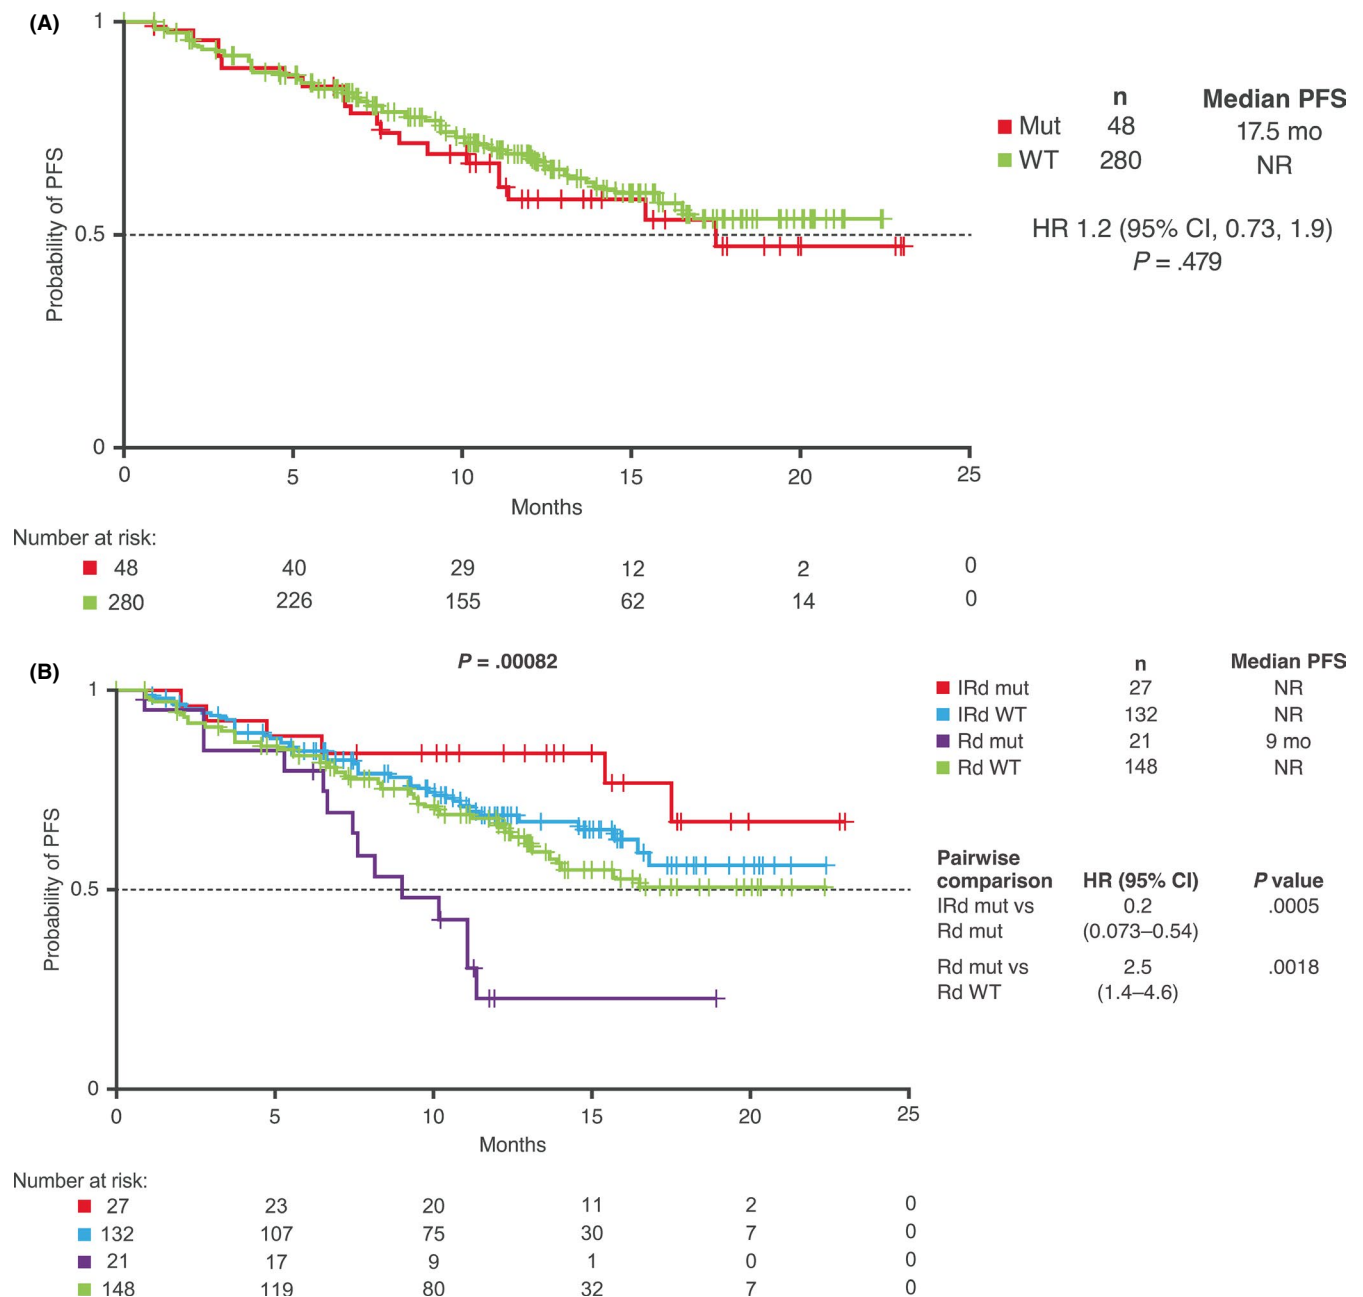 (A)
1
0.5
0
Probability of PFS
0 5 10 15 20 25
Months
n Median PFS
Mut 48 17.5 mo
WT 280 NR
HR 1.2 (95% CI, 0.73, 1.9)
P = .479
Number at risk:
48 40 29 12 2 0
280 226 155 62 14 0
(B)
P = .00082
1
0.5
0
Probability of PFS
0 5 10 15 20 25
Months
n Median PFS
IRd mut 27 NR
IRd WT 132 NR
Rd mut 21 9 mo
Rd WT 148 NR
Pairwise
comparison HR (95% CI) P value
IRd mut vs 0.2 .0005
Rd mut (0.073–0.54)
Rd mut vs 2.5 .0018
Rd WT (1.4–4.6)
Number at risk:
27 23 20 11 2 0
132 107 75 30 7 0
21 17 9 1 0 0
148 119 80 32 7 0